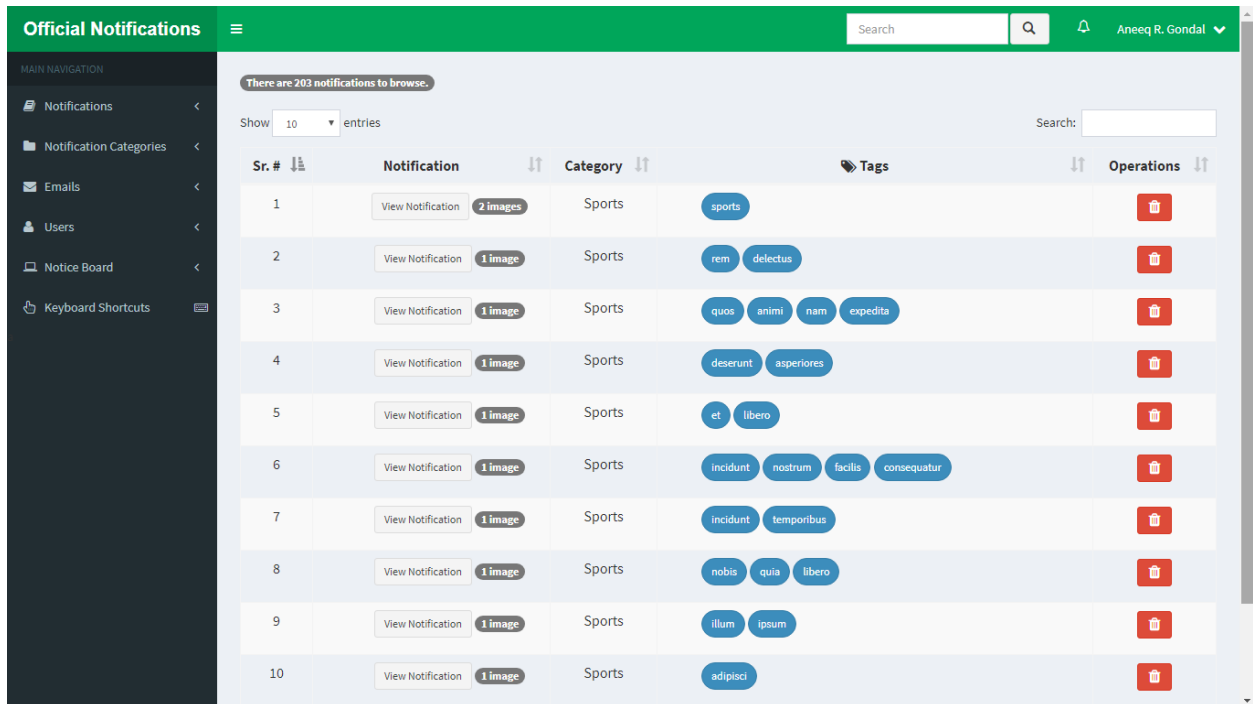 Official Notifications
Search
Aneeq R. Gondal
MAIN NAVIGATION
Notifications
Notification Categories
Emails
Users
Notice Board
Keyboard Shortcuts
There are 203 notifications to browse.
Show 10 entries
Search:
Sr. # Notification Category Tags Operations
1 View Notification 2 images Sports sports
2 View Notification 1 image Sports rem delectus
3 View Notification 1 image Sports quos animi nam expedita
4 View Notification 1 image Sports deserunt asperiores
5 View Notification 1 image Sports et libero
6 View Notification 1 image Sports incidunt nostrum facilis consequatur
7 View Notification 1 image Sports incidunt temporibus
8 View Notification 1 image Sports nobis quia libero
9 View Notification 1 image Sports illum ipsum
10 View Notification 1 image Sports adipisci